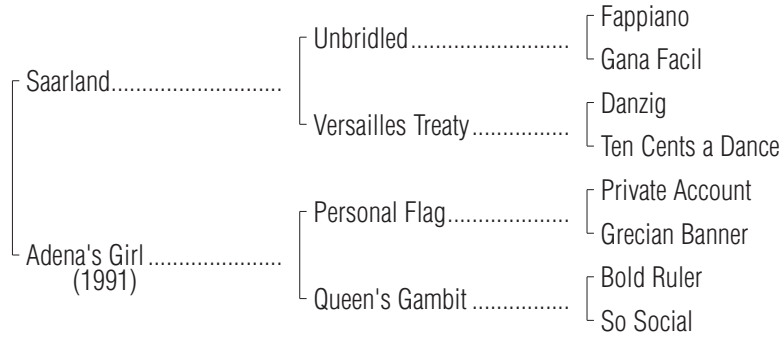 Fappiano
Unbridled..........................
Gana Facil
Saarland............................
Danzig
Versailles Treaty ................
Ten Cents a Dance
Private Account
Personal Flag....................
Grecian Banner
Adena's Girl ......................
(1991)
Bold Ruler
Queen's Gambit ................
So Social